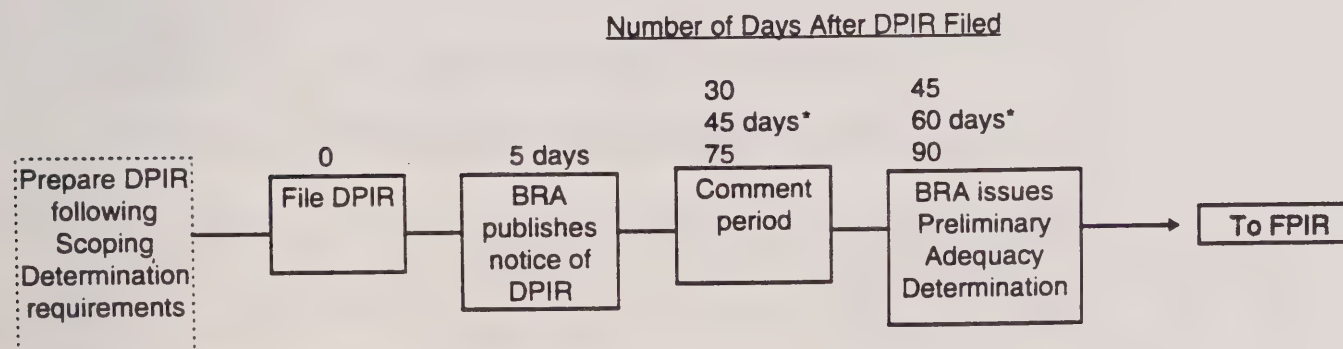 Number of Days After DPIR Filed
Prepare DPIR
following
Scoping
Determination
requirements
0
File DPIR
5 days
BRA
publishes
notice of
DPIR
30
45 days*
75
Comment
period
45
60 days*
90
BRA issues
Preliminary
Adequacy
Determination
To FPIR